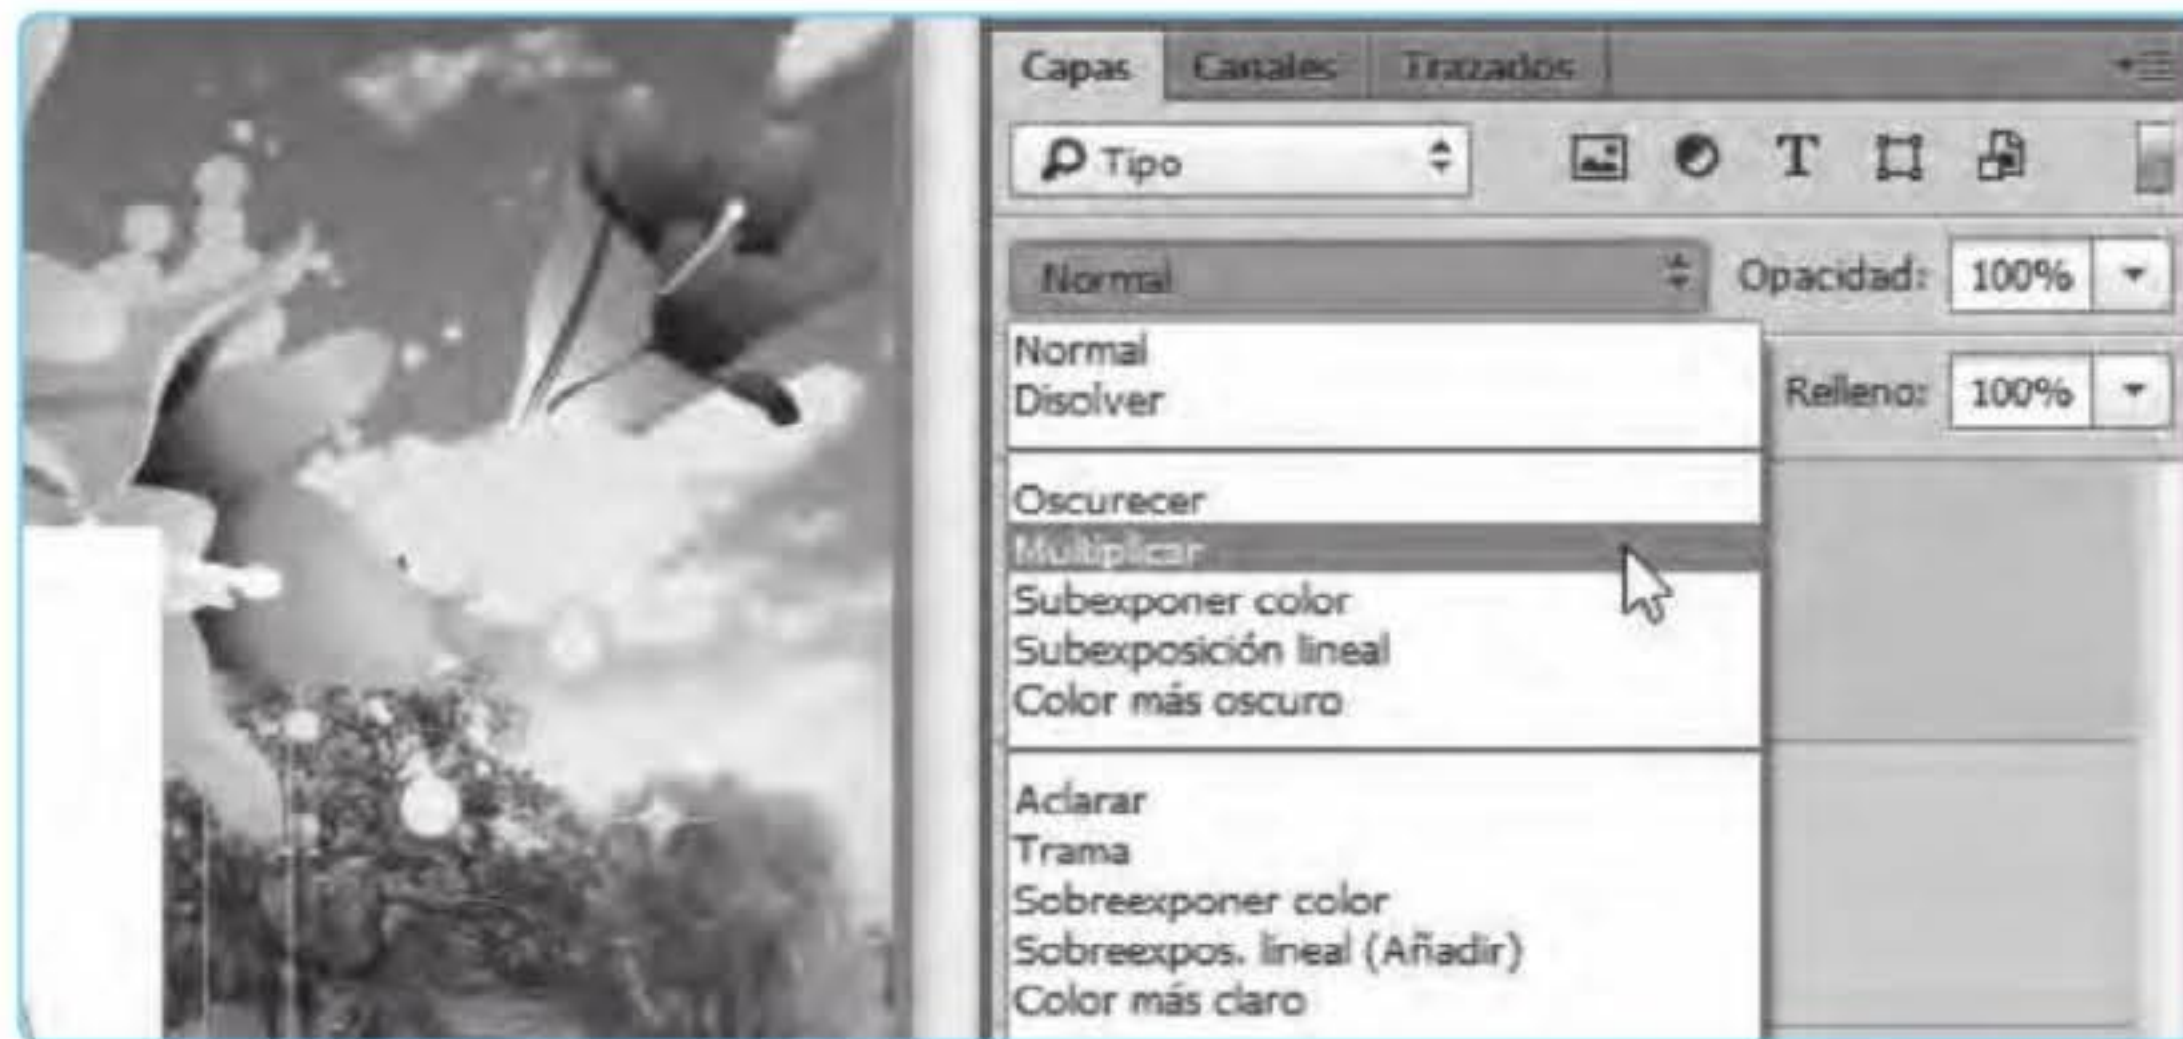 Capas Canales Trazados
Tipo T
Normal Opacidad: 100%
Relleno: 100%
Normal
Disolver
Oscurecer
Multiplicar
Subexponer color
Subexposición lineal
Color más oscuro
Aclarar
Trama
Sobreexponer color
Sobreexpos. lineal (Añadir)
Color más claro